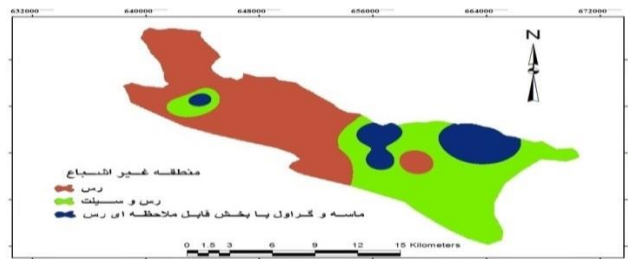 632000 640000 648000 656000 664000 672000
N
منطقه غیر اشباع
رس
رس و سیلت
ماسه و گراول با بخش قابل ملاحظه ای رس
0 1.5 3 6 9 12 15 Kilometers